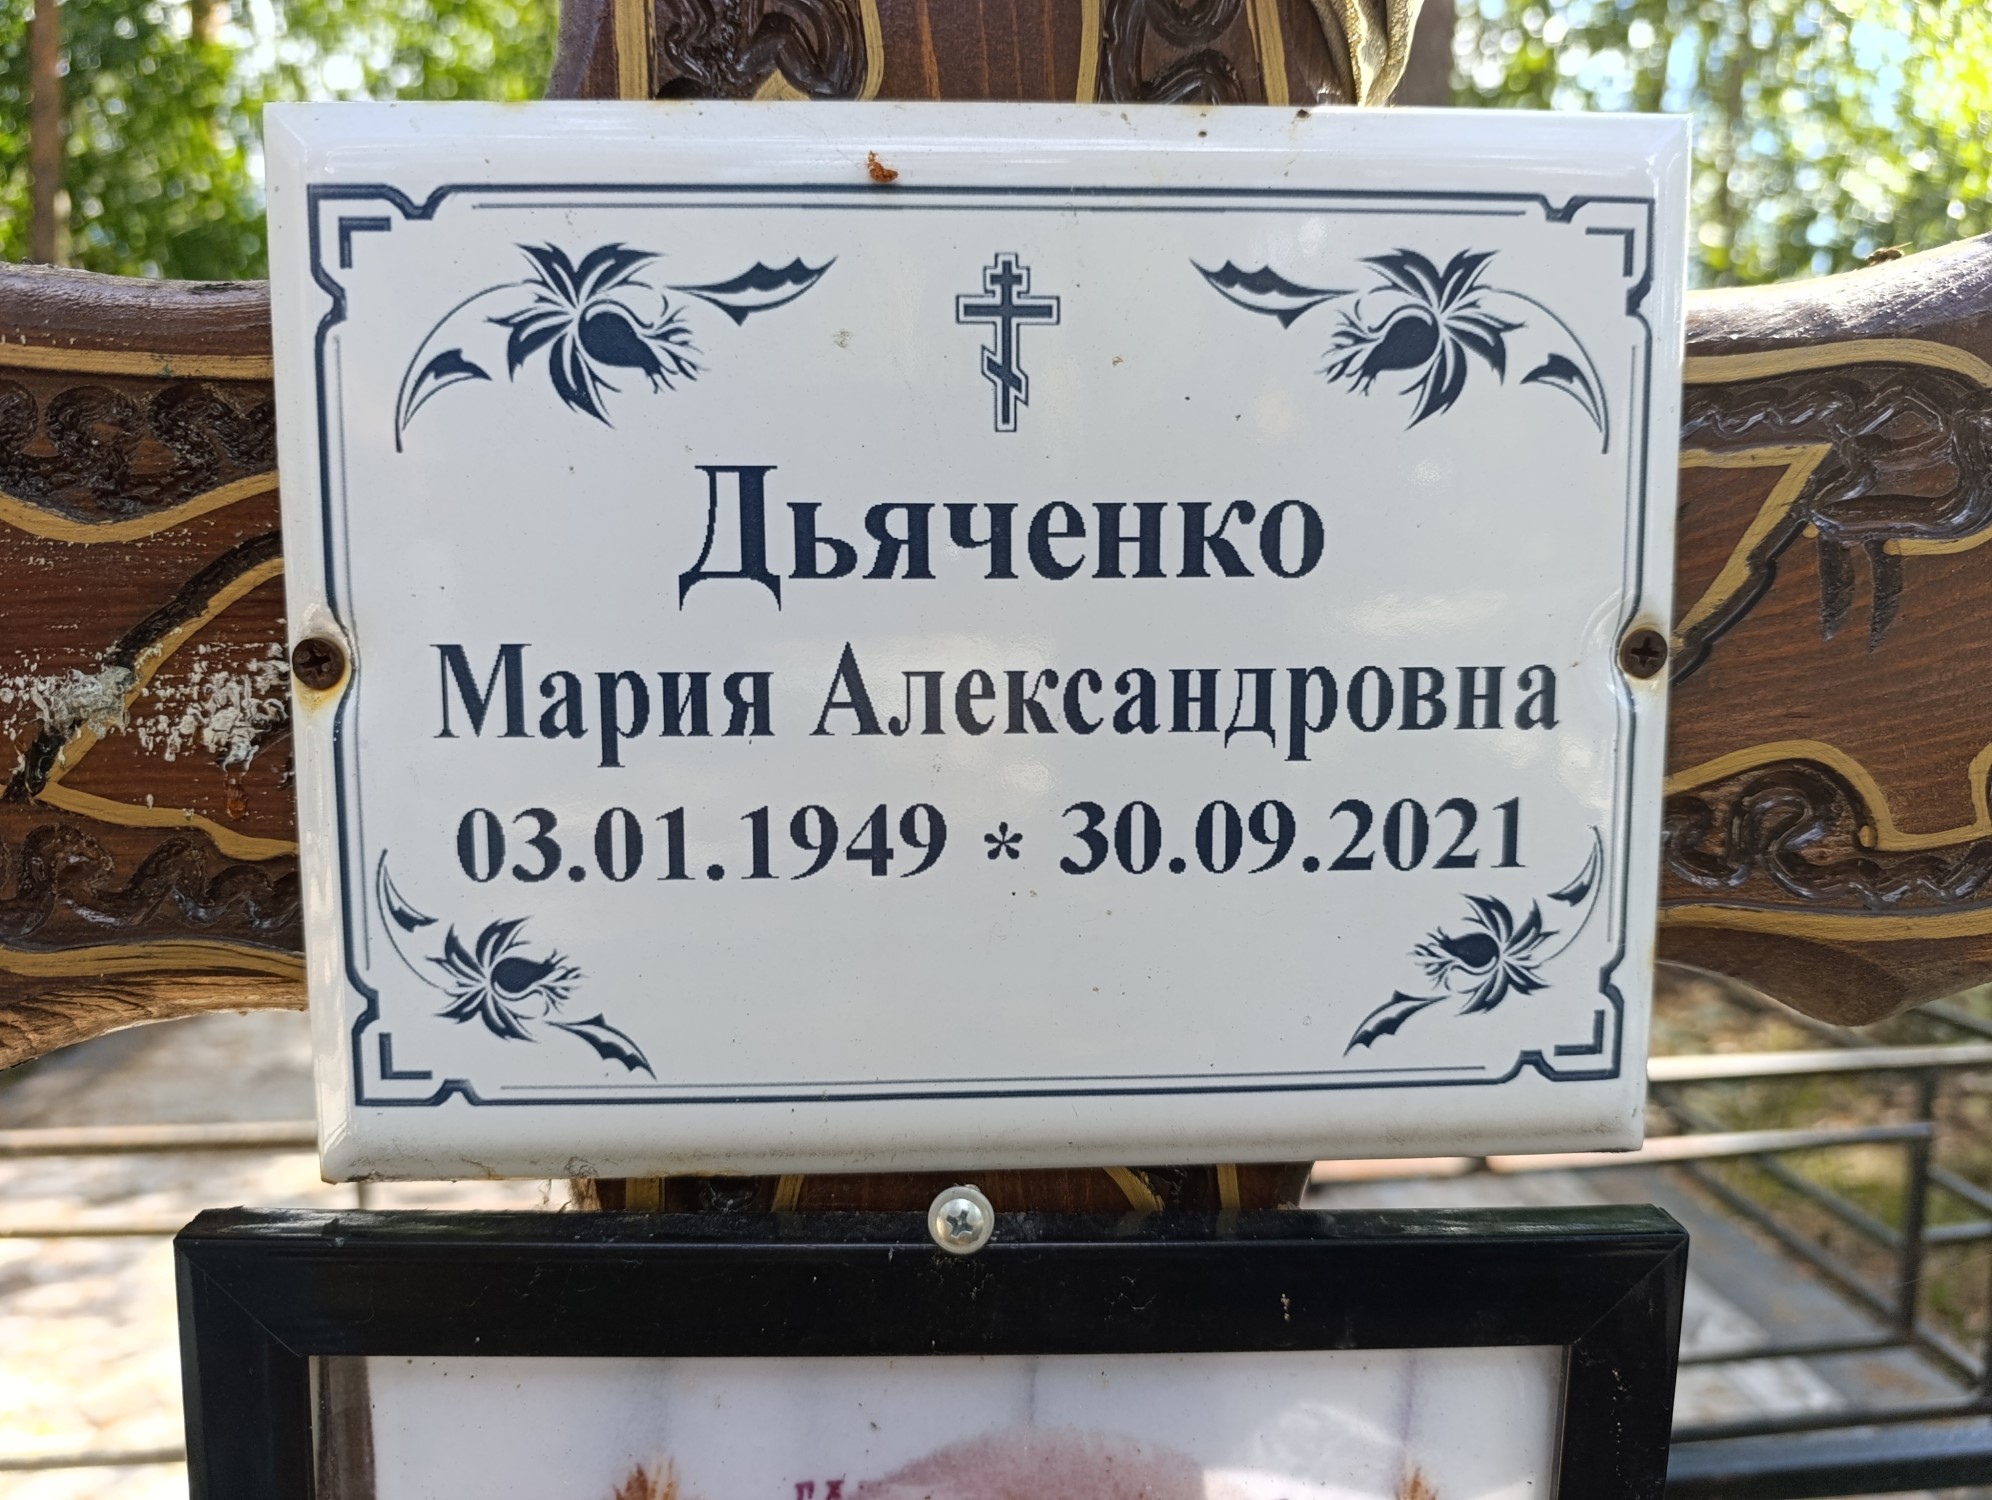 Дьяченко
Мария Александровна
03.01.1949 * 30.09.2021